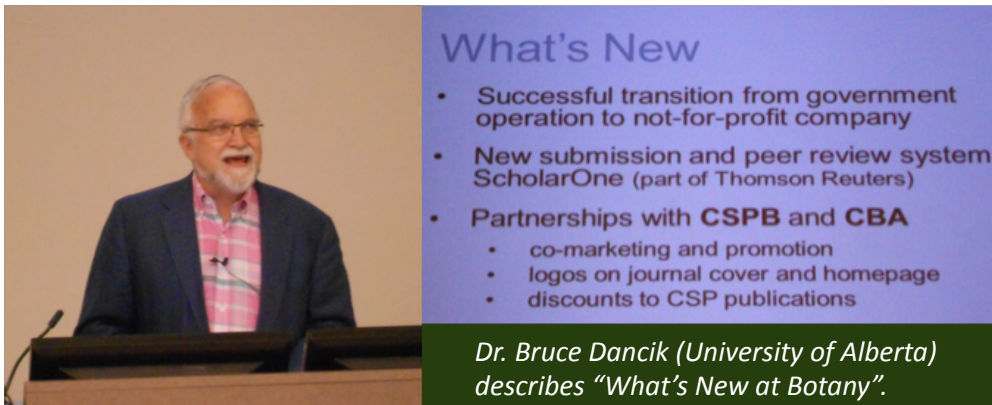 What's New
• Successful transition from government
operation to not-for-profit company
• New submission and peer review system
ScholarOne (part of Thomson Reuters)
• Partnerships with CSPB and CBA
• co-marketing and promotion
• logos on journal cover and homepage
• discounts to CSP publications
Dr. Bruce Dancik (University of Alberta)
describes “What’s New at Botany”.